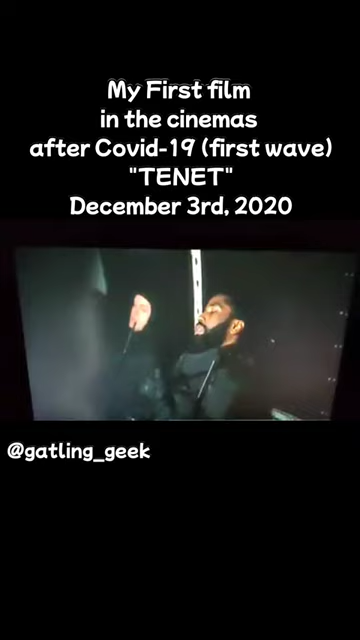 My First film
in the cinemas
after Covid-19 (first wave)
"TENET"
December 3rd, 2020
@gatling_geek